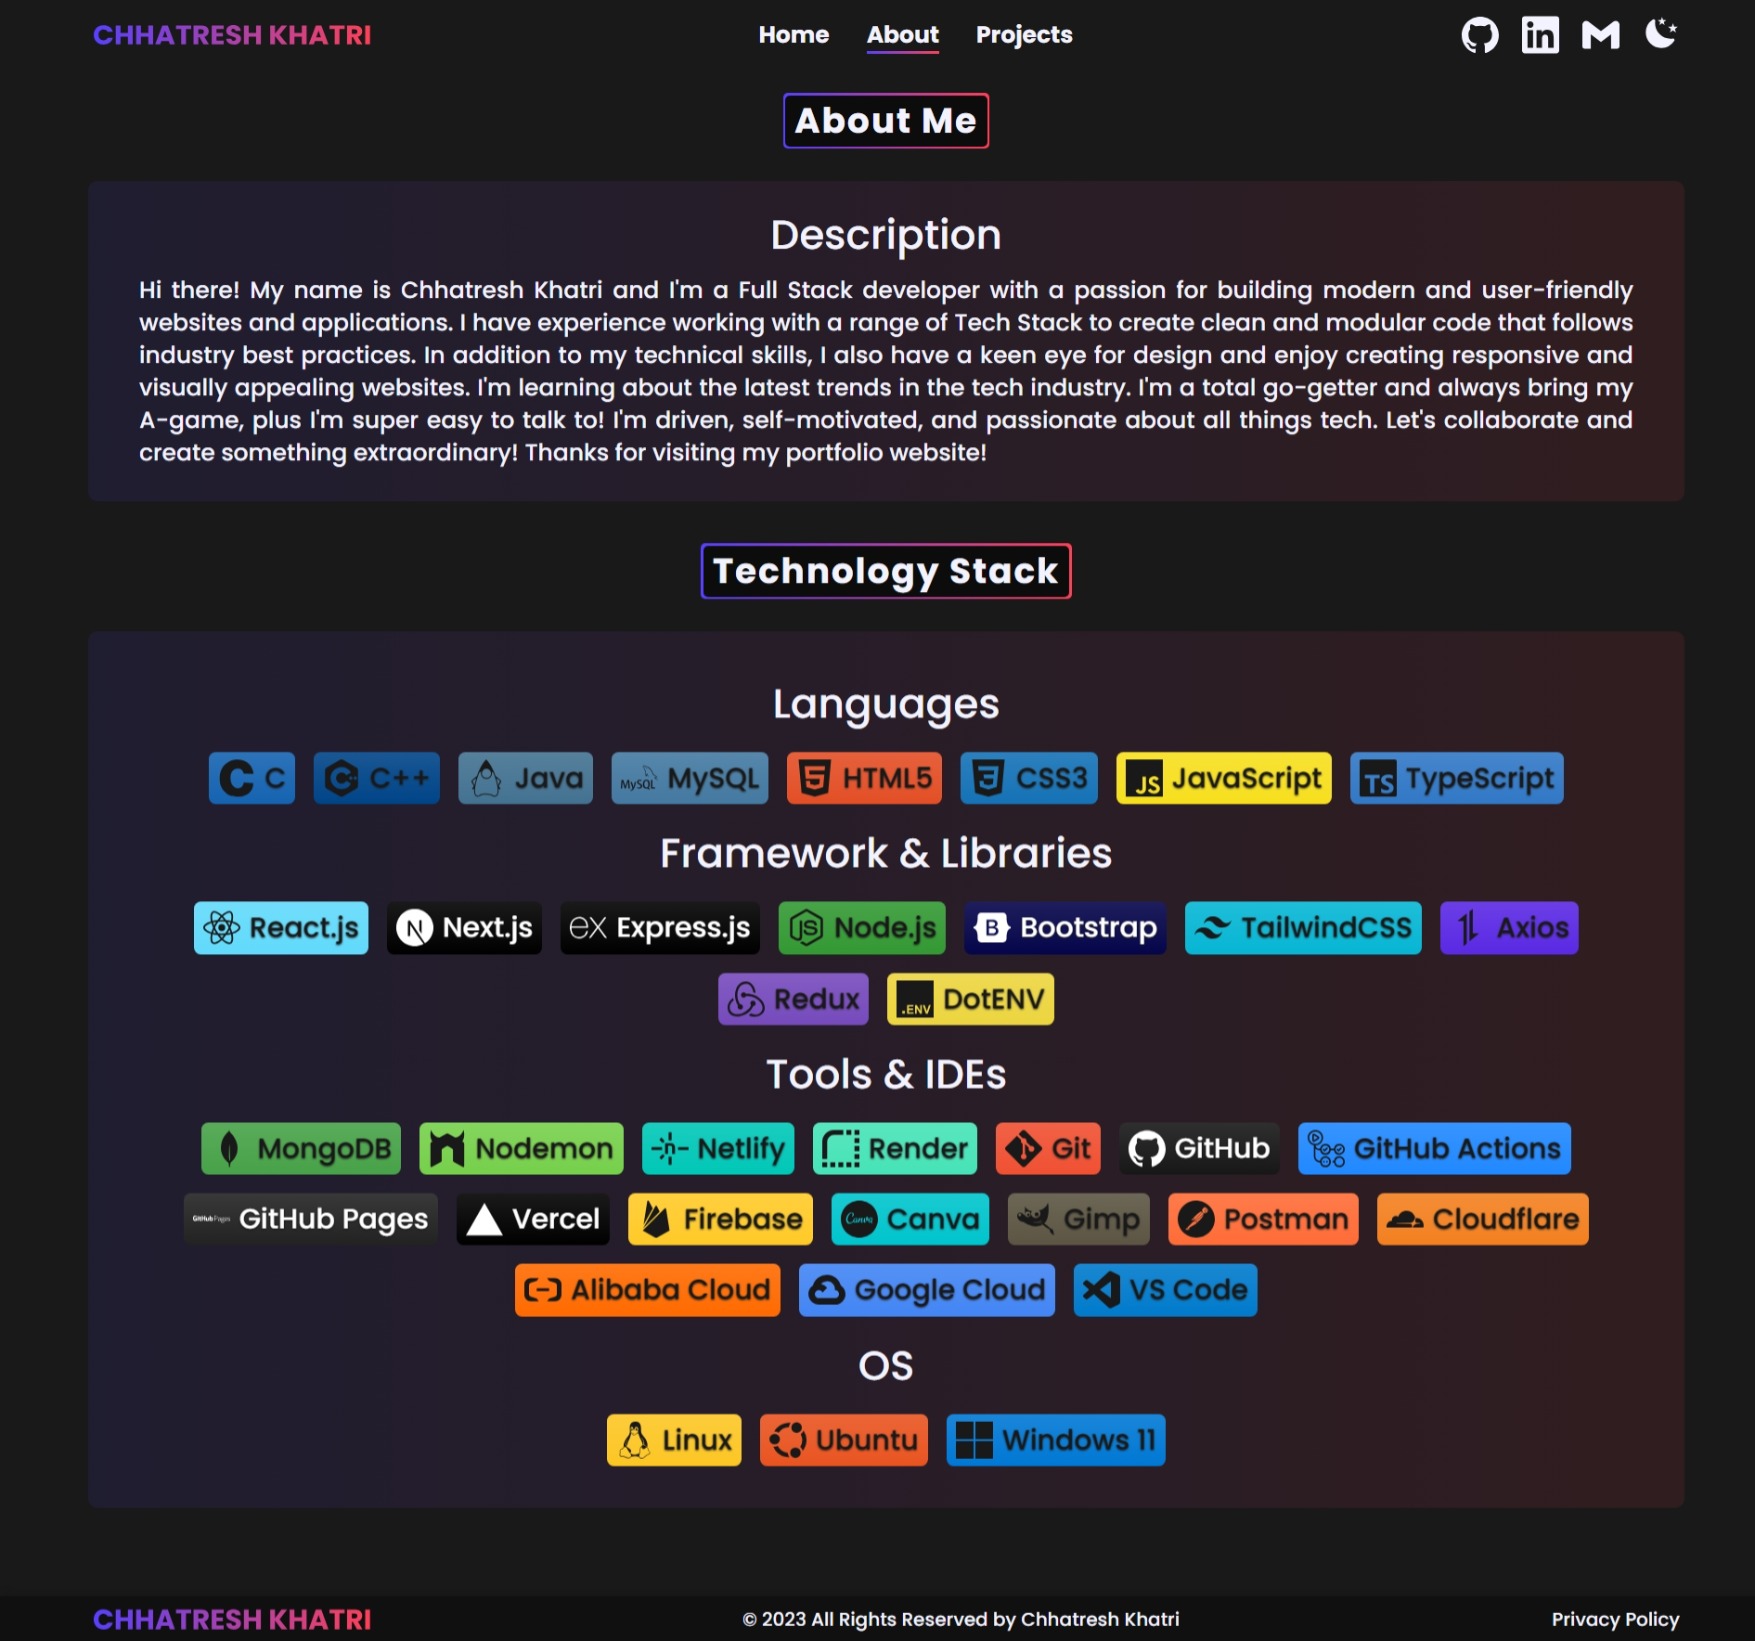 CHHATRESH KHATRI
Home About Projects
About Me
Description
Hi there! My name is Chhatresh Khatri and I'm a Full Stack developer with a passion for building modern and user-friendly
websites and applications. I have experience working with a range of Tech Stack to create clean and modular code that follows
industry best practices. In addition to my technical skills, I also have a keen eye for design and enjoy creating responsive and
visually appealing websites. I'm learning about the latest trends in the tech industry. I'm a total go-getter and always bring my
A-game, plus I'm super easy to talk to! I'm driven, self-motivated, and passionate about all things tech. Let's collaborate and
create something extraordinary! Thanks for visiting my portfolio website!
Technology Stack
Languages
C C++ Java MySQL MySQL HTML5 CSS3 JS JavaScript TS TypeScript
Framework & Libraries
React.js N Next.js ex Express.js JS Node.js B Bootstrap TailwindCSS Axios
Redux .ENV DotENV
Tools & IDEs
MongoDB Nodemon Netlify Render Git GitHub GitHub Actions
GitHub Pages GitHub Pages Vercel Firebase Canva Canva Gimp Postman Cloudflare
Alibaba Cloud Google Cloud VS Code
OS
Linux Ubuntu Windows 11
CHHATRESH KHATRI
© 2023 All Rights Reserved by Chhatresh Khatri
Privacy Policy